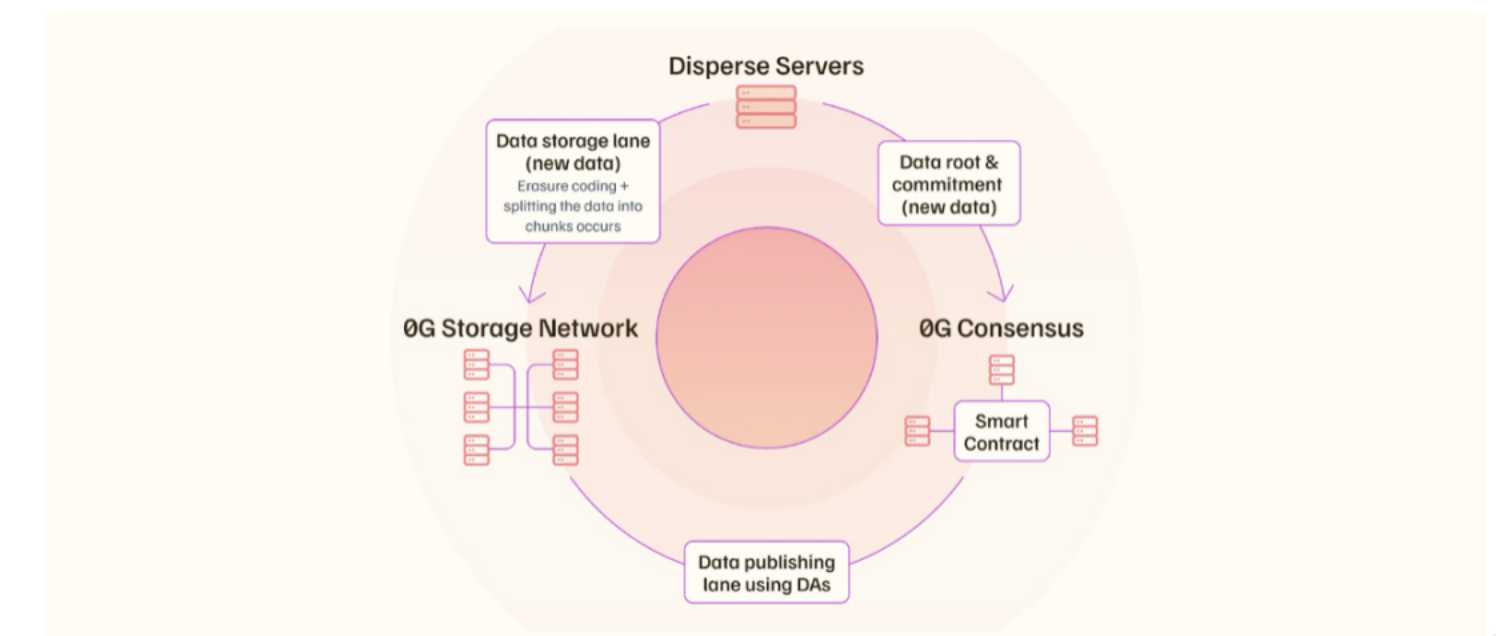 Disperse Servers
Data storage lane
(new data)
Erasure coding +
splitting the data into
chunks occurs
Data root &
commitment
(new data)
0G Storage Network
0G Consensus
Smart
Contract
Data publishing
lane using DAs